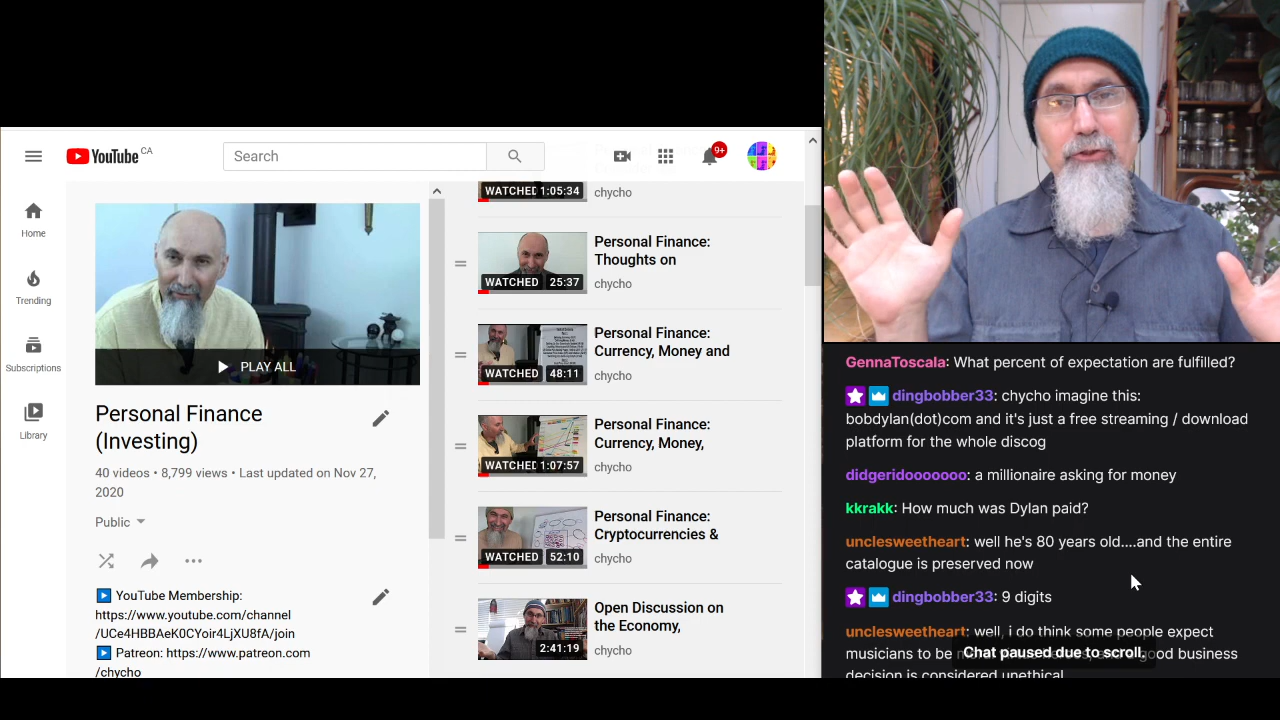 YouTube CA
Search
9+
Home
Trending
Subscriptions
Library
PLAY ALL
Personal Finance
(Investing)
40 videos • 8,799 views • Last updated on Nov 27,
2020
Public
YouTube Membership:
https://www.youtube.com/channel
/UCe4HBBAeK0CYoir4LjXU8fA/join
Patreon: https://www.patreon.com
/chycho
WATCHED 1:05:34
chycho
WATCHED 25:37
Personal Finance:
Thoughts on
chycho
WATCHED 48:11
Personal Finance:
Currency, Money and
chycho
WATCHED 1:07:57
Personal Finance:
Currency, Money,
chycho
WATCHED 52:10
Personal Finance:
Cryptocurrencies &
chycho
2:41:19
Open Discussion on
the Economy,
chycho
GennaToscala: What percent of expectation are fulfilled?
dingbobber33: chycho imagine this:
bobdylan(dot)com and it's just a free streaming / download
platform for the whole discog
didgeridooooooo: a millionaire asking for money
kkrakk: How much was Dylan paid?
unclesweetheart: well he's 80 years old....and the entire
catalogue is preserved now
dingbobber33: 9 digits
unclesweetheart: well, i do think some people expect
musicians to be good business
decision is considered unethical
Chat paused due to scroll.